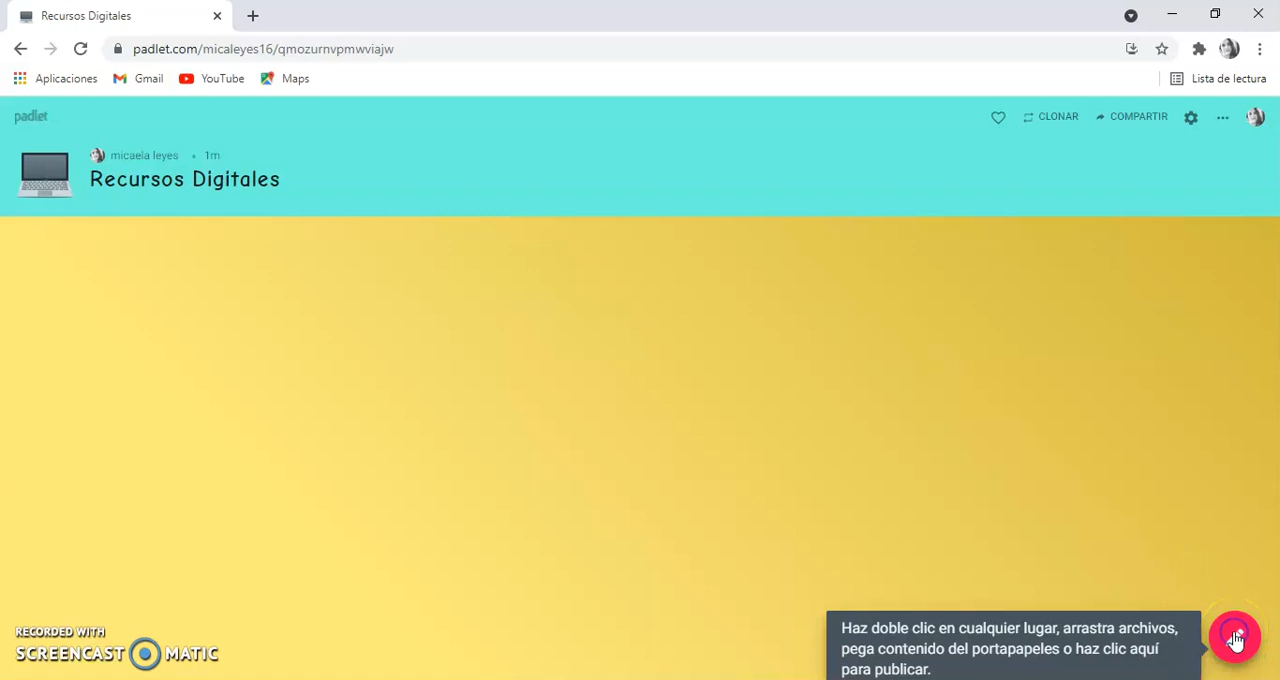 Recursos Digitales
padlet.com/micaleyes16/qmozurnvpmwviajw
Aplicaciones Gmail YouTube Maps Lista de lectura
padlet CLONAR COMPARTIR
micaela leyes • 1m
Recursos Digitales
Haz doble clic en cualquier lugar, arrastra archivos,
pega contenido del portapapeles o haz clic aquí
para publicar.
RECORDED WITH
SCREENCAST MATIC